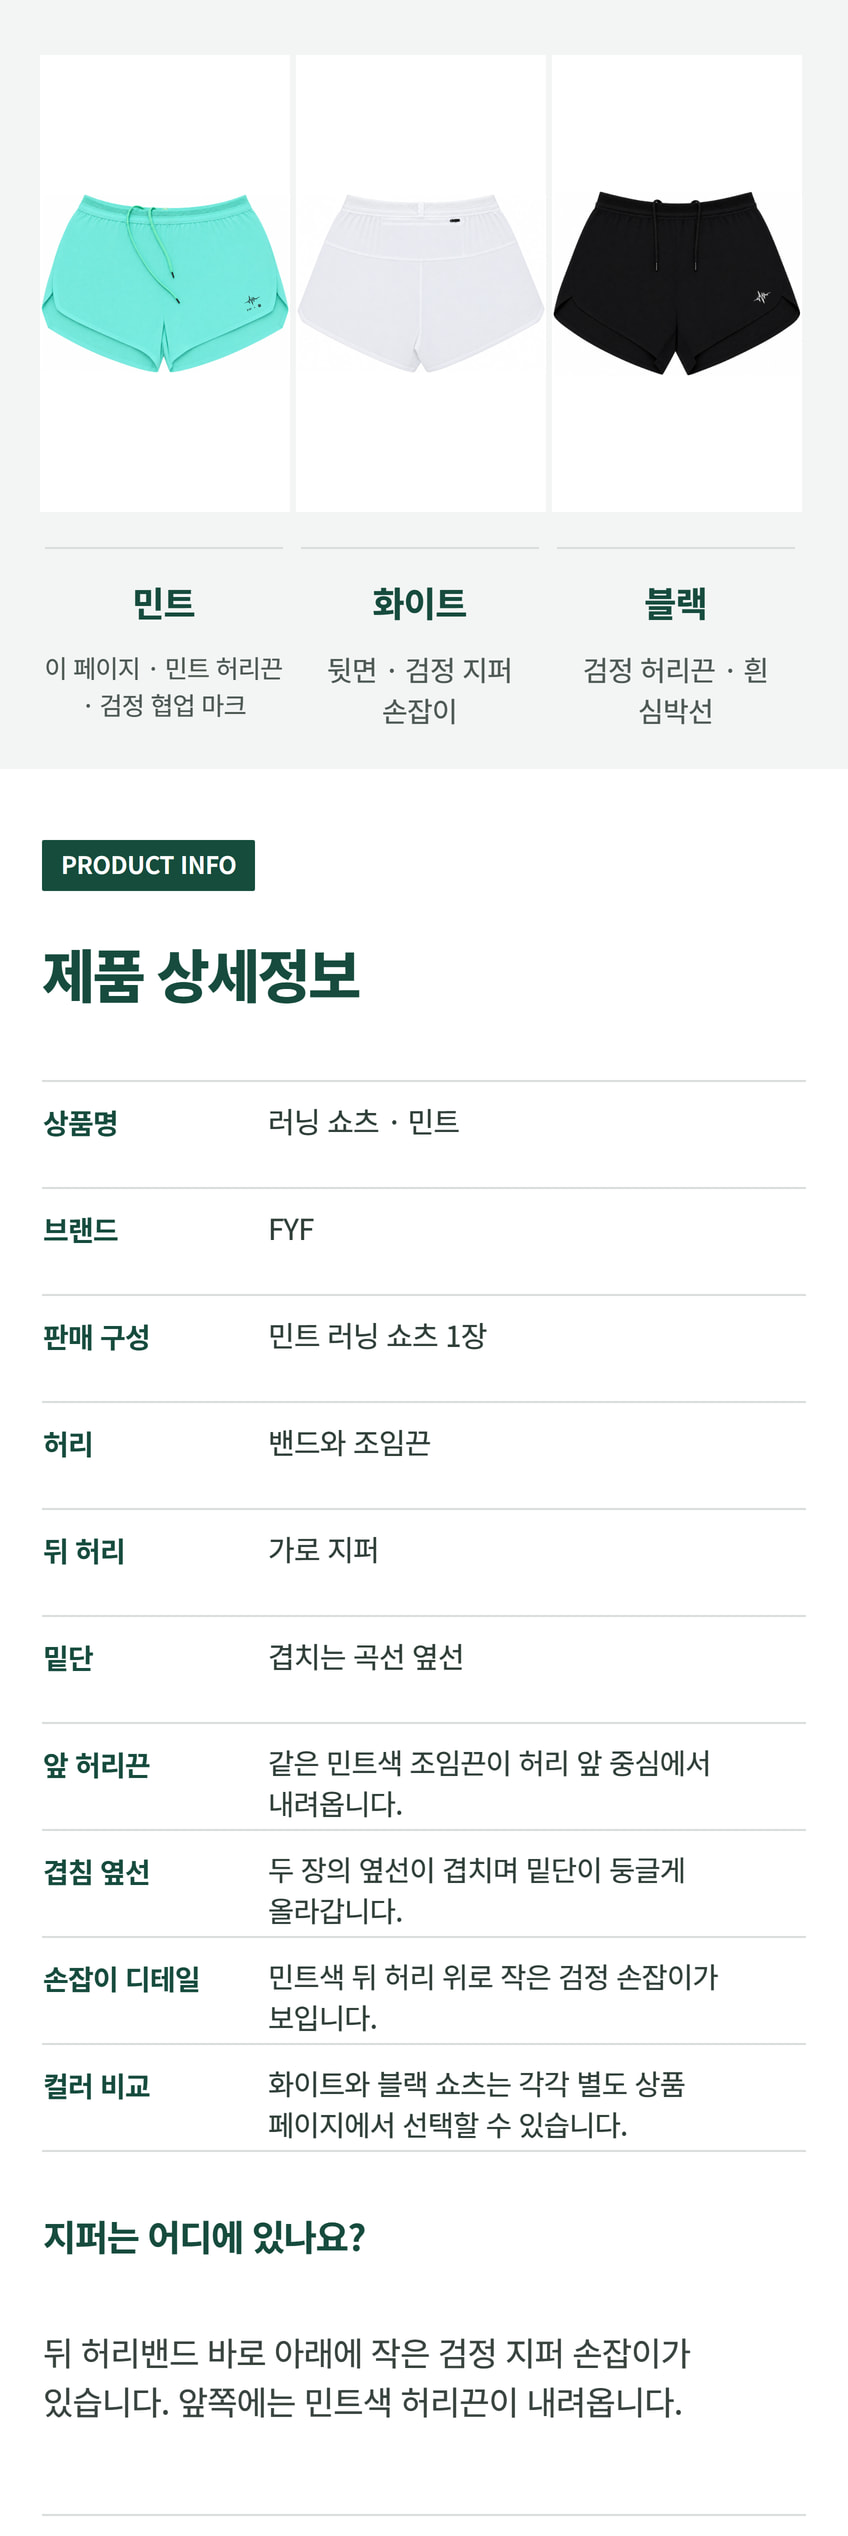 민트
이 페이지 · 민트 허리끈
· 검정 협업 마크
화이트
뒷면 · 검정 지퍼
손잡이
블랙
검정 허리끈 · 흰
심박선
PRODUCT INFO
제품 상세정보
상품명
러닝 쇼츠 · 민트
브랜드
FYF
판매 구성
민트 러닝 쇼츠 1장
허리
밴드와 조임끈
뒤 허리
가로 지퍼
밑단
겹치는 곡선 옆선
앞 허리끈
같은 민트색 조임끈이 허리 앞 중심에서
내려옵니다.
겹침 옆선
두 장의 옆선이 겹치며 밑단이 둥글게
올라갑니다.
손잡이 디테일
민트색 뒤 허리 위로 작은 검정 손잡이가
보입니다.
컬러 비교
화이트와 블랙 쇼츠는 각각 별도 상품
페이지에서 선택할 수 있습니다.
지퍼는 어디에 있나요?
뒤 허리밴드 바로 아래에 작은 검정 지퍼 손잡이가
있습니다. 앞쪽에는 민트색 허리끈이 내려옵니다.